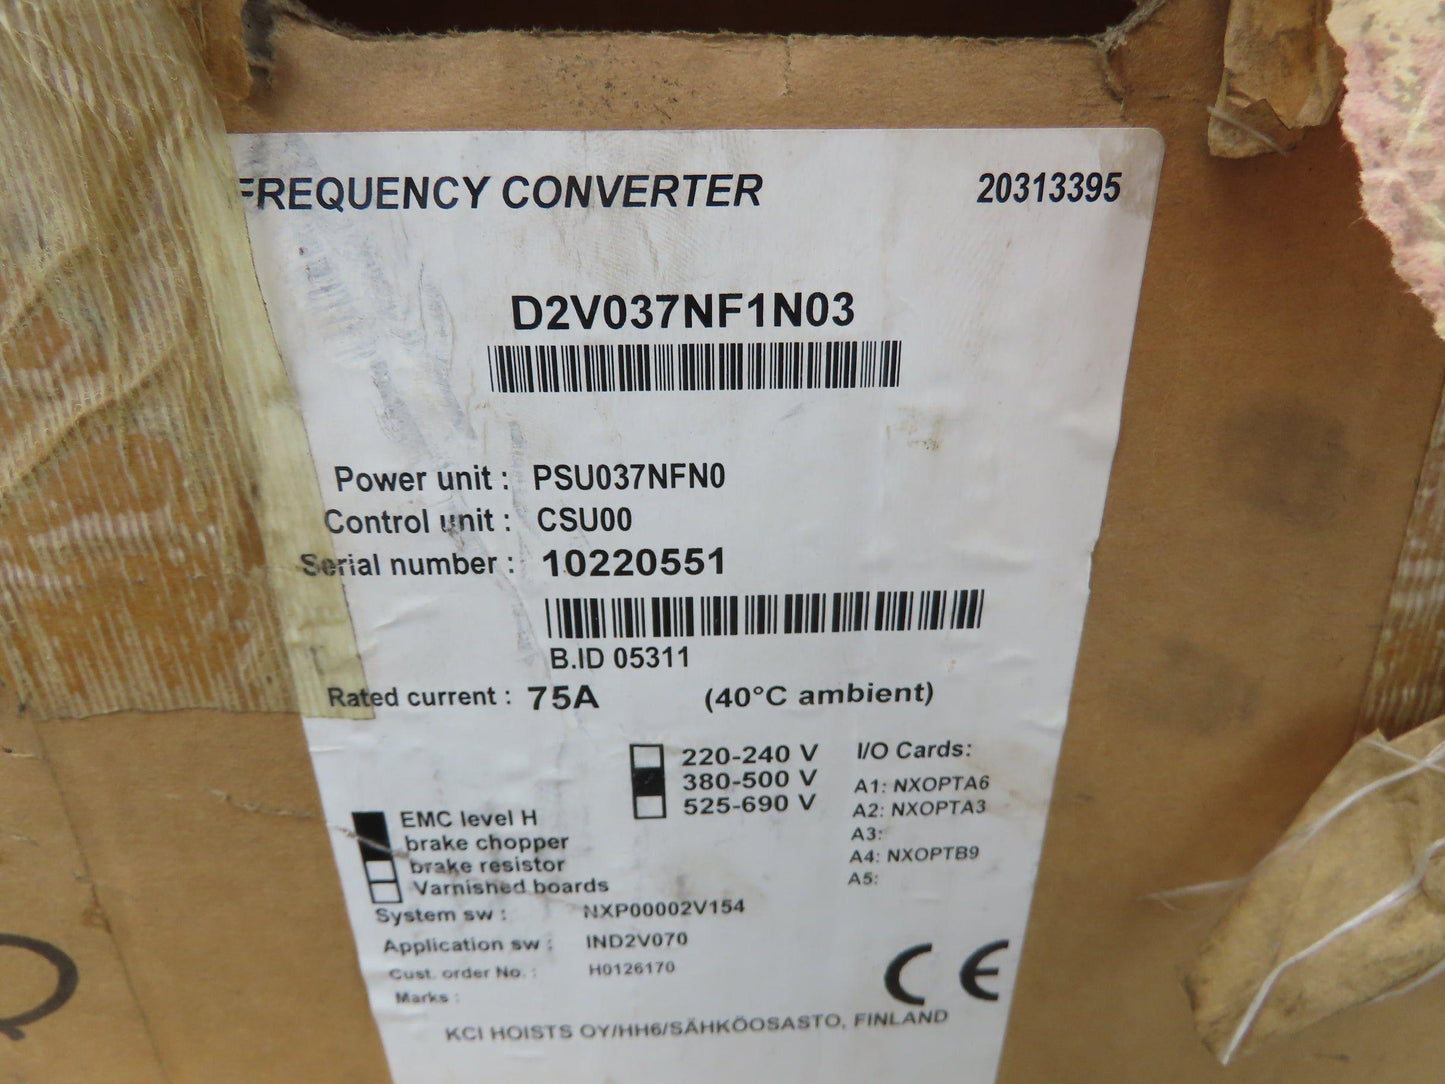 FREQUENCY CONVERTER 20313395
D2V037NF1N03
Power unit : PSU037NFN0
Control unit : CSU00
Serial number : 10220551
B.ID 05311
Rated current : 75A (40°C ambient)
220-240 V
380-500 V
525-690 V
I/O Cards:
A1: NXOPTA6
A2: NXOPTA3
A3:
A4: NXOPTB9
A5:
EMC level H
brake chopper
brake resistor
Varnished boards
System sw : NXP00002V154
Application sw : IND2V070
Cust. order No. : H0126170
Marks :
CE
KCI HOISTS OY/HH6/SÄHKÖOSASTO, FINLAND